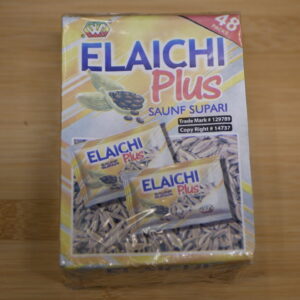 48
ELAICHI
Plus
SAUNF SUPARI
Trade Mark # 129789
Copy Right # 14737
ELAICHI
Plus
ELAICHI
Plus